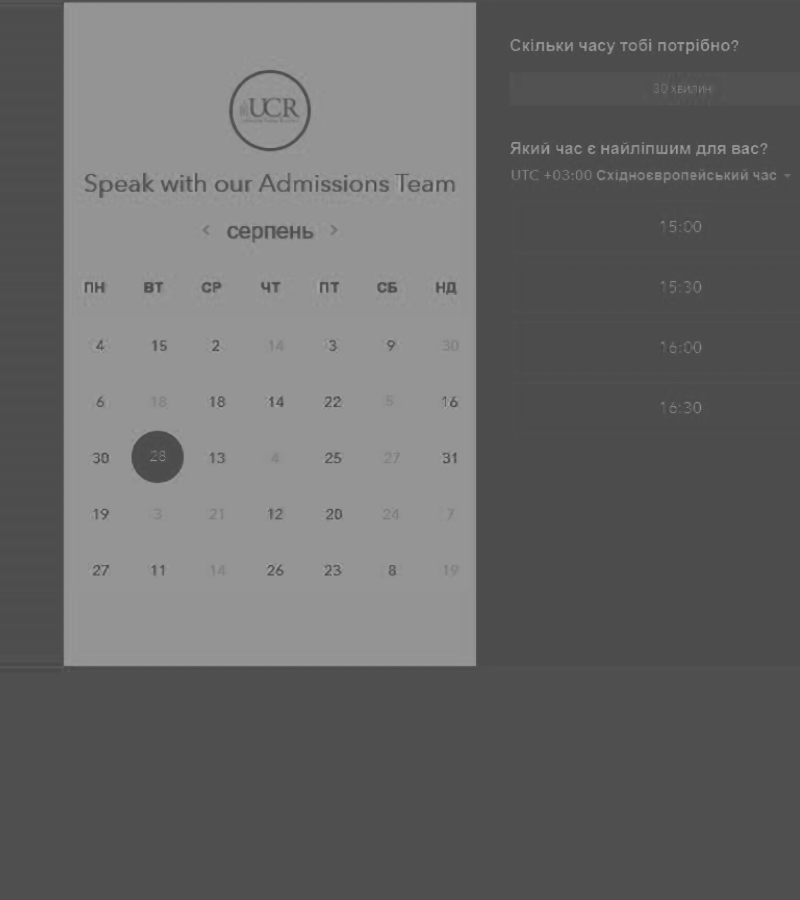 UCR
Speak with our Admissions Team
‹ серпень ›
ПН ВТ СР ЧТ ПТ СБ НД
4 15 2 14 3 9 30
6 18 18 14 22 5 16
30 28 13 4 25 27 31
19 3 21 12 20 24 7
27 11 14 26 23 8 19
Скільки часу тобі потрібно?
30 хвилин
Який час є найліпшим для вас?
UTC +03:00 Східноєвропейський час
15:00
15:30
16:00
16:30